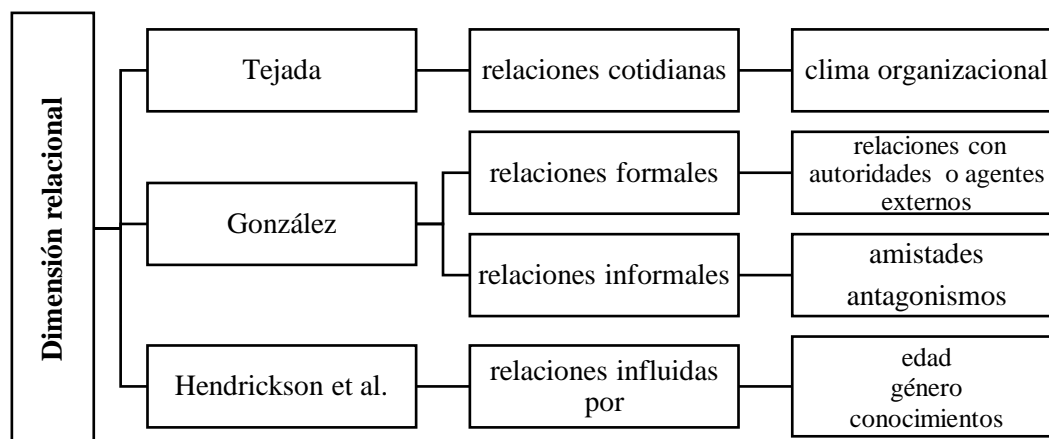 Dimensión relacional
Tejada
relaciones cotidianas
clima organizacional
González
relaciones formales
relaciones con
autoridades o agentes
externos
relaciones informales
amistades
antagonismos
Hendrickson et al.
relaciones influidas
por
edad
género
conocimientos